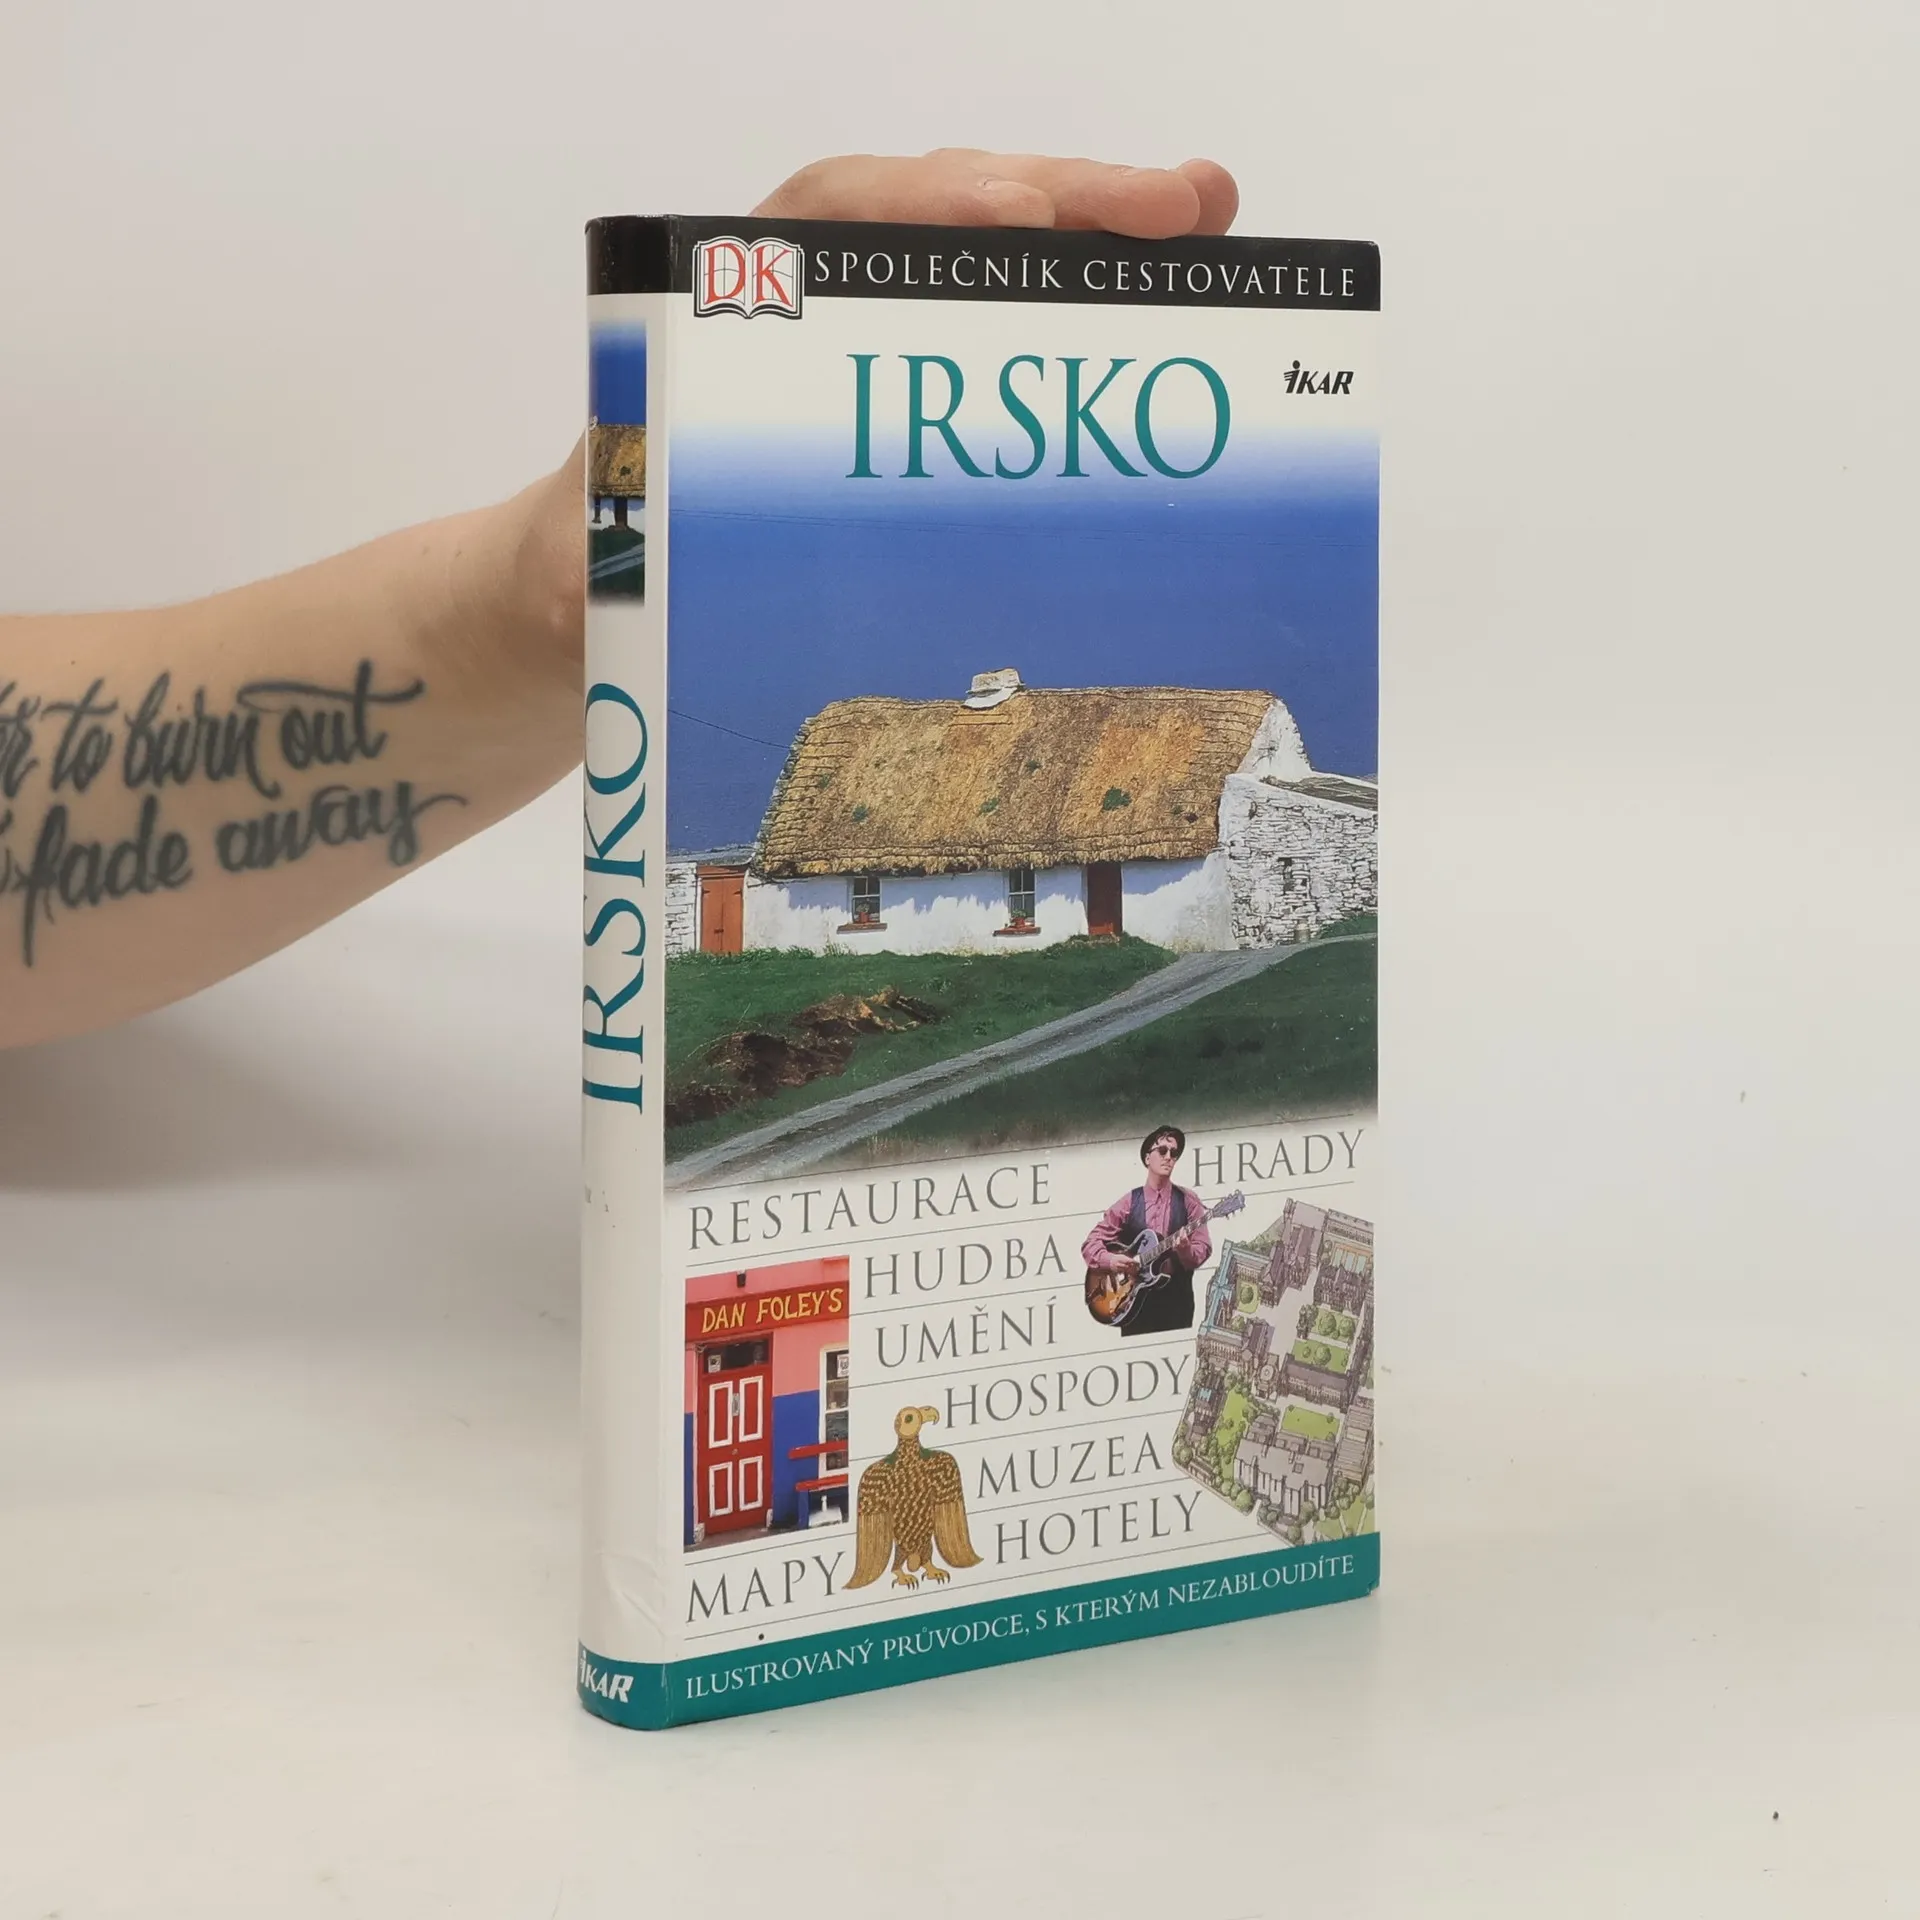 DK SPOLEČNÍK CESTOVATELE
IRSKO
iKAR
IRSKO
to burn out
fade away
RESTAURACE
HRADY
HUDBA
DAN FOLEY'S
UMĚNÍ
HOSPODY
MUZEA
HOTELY
MAPY
ILUSTROVANÝ PRŮVODCE, S KTERÝM NEZABLOUDÍTE
iKAR